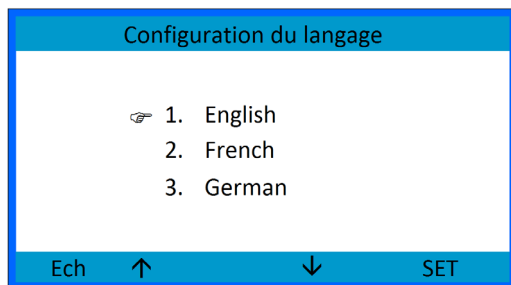 Configuration du langage
☞ 1. English
2. French
3. German
Ech ↑ ↓ SET